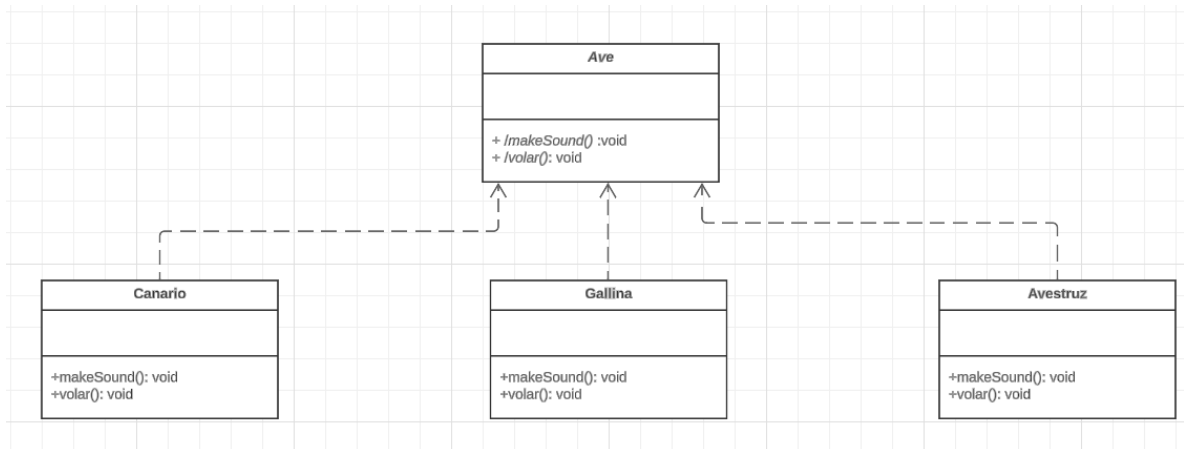 Ave
+ /makeSound() :void
+ /volar(): void
Canario
+makeSound(): void
+volar(): void
Gallina
+makeSound(): void
+volar(): void
Avestruz
+makeSound(): void
+volar(): void